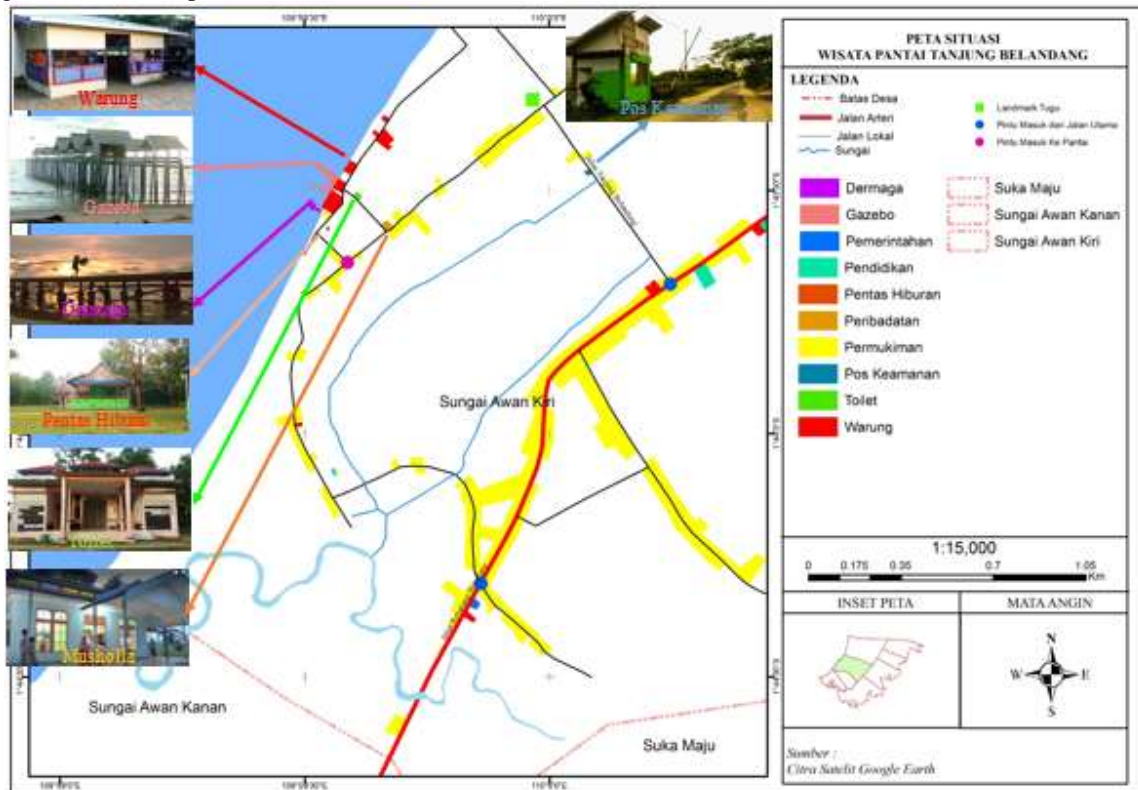 Warung
Gazebo
Dermaga
Pentas Hiburan
Toilet
Musholla
Pos Keamanan
Sungai Awan Kiri
Sungai Awan Kanan
Suka Maju
PETA SITUASI
WISATA PANTAI TANJUNG BELANDANG
LEGENDA
Batas Desa
Jalan Arteri
Jalan Lokal
Sungai
Landmark Tugu
Pintu Masuk dari Jalan Utama
Pintu Masuk Ke Pantai
Dermaga
Gazebo
Pemerintahan
Pendidikan
Pentas Hiburan
Peribadatan
Permukiman
Pos Keamanan
Toilet
Warung
Suka Maju
Sungai Awan Kanan
Sungai Awan Kiri
1:15,000
0 0.175 0.35 0.7 1.05
Km
INSET PETA
MATA ANGIN
N
W E
S
Sumber :
Citra Satelit Google Earth